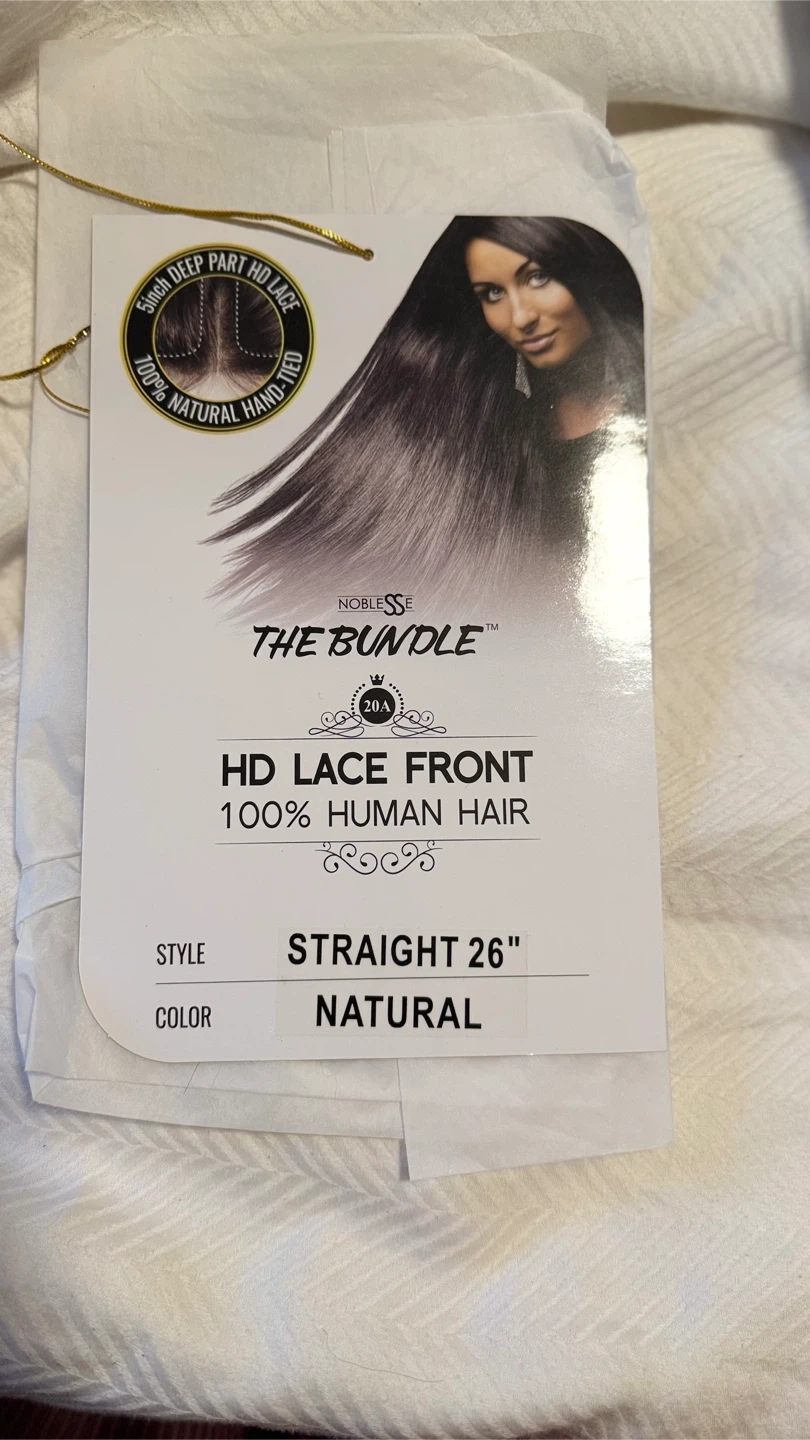 5inch DEEP PART HD LACE
100% NATURAL HAND-TIED
NOBLESSE
THE BUNDLE™
20A
HD LACE FRONT
100% HUMAN HAIR
STYLE STRAIGHT 26"
COLOR NATURAL